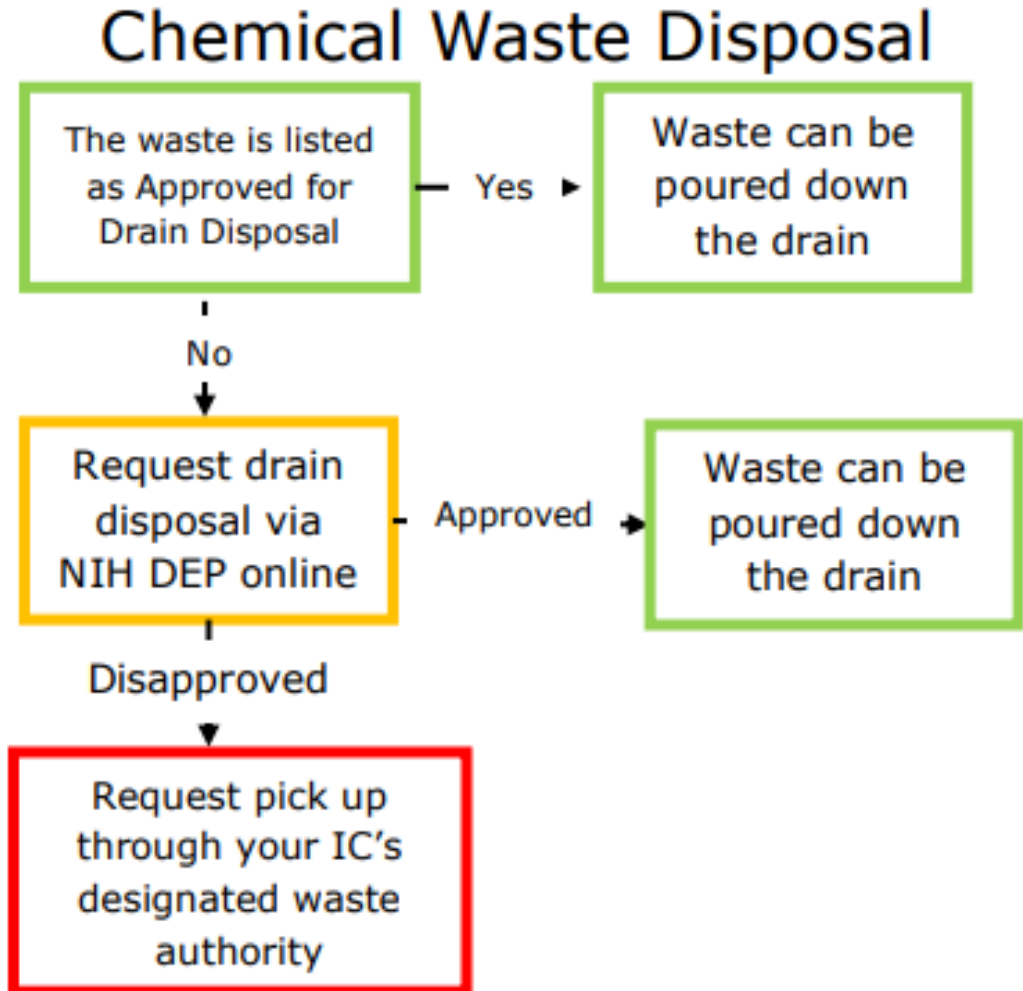 Chemical Waste Disposal
The waste is listed
as Approved for
Drain Disposal
Yes
Waste can be
poured down
the drain
No
Request drain
disposal via
NIH DEP online
Approved
Waste can be
poured down
the drain
Disapproved
Request pick up
through your IC’s
designated waste
authority